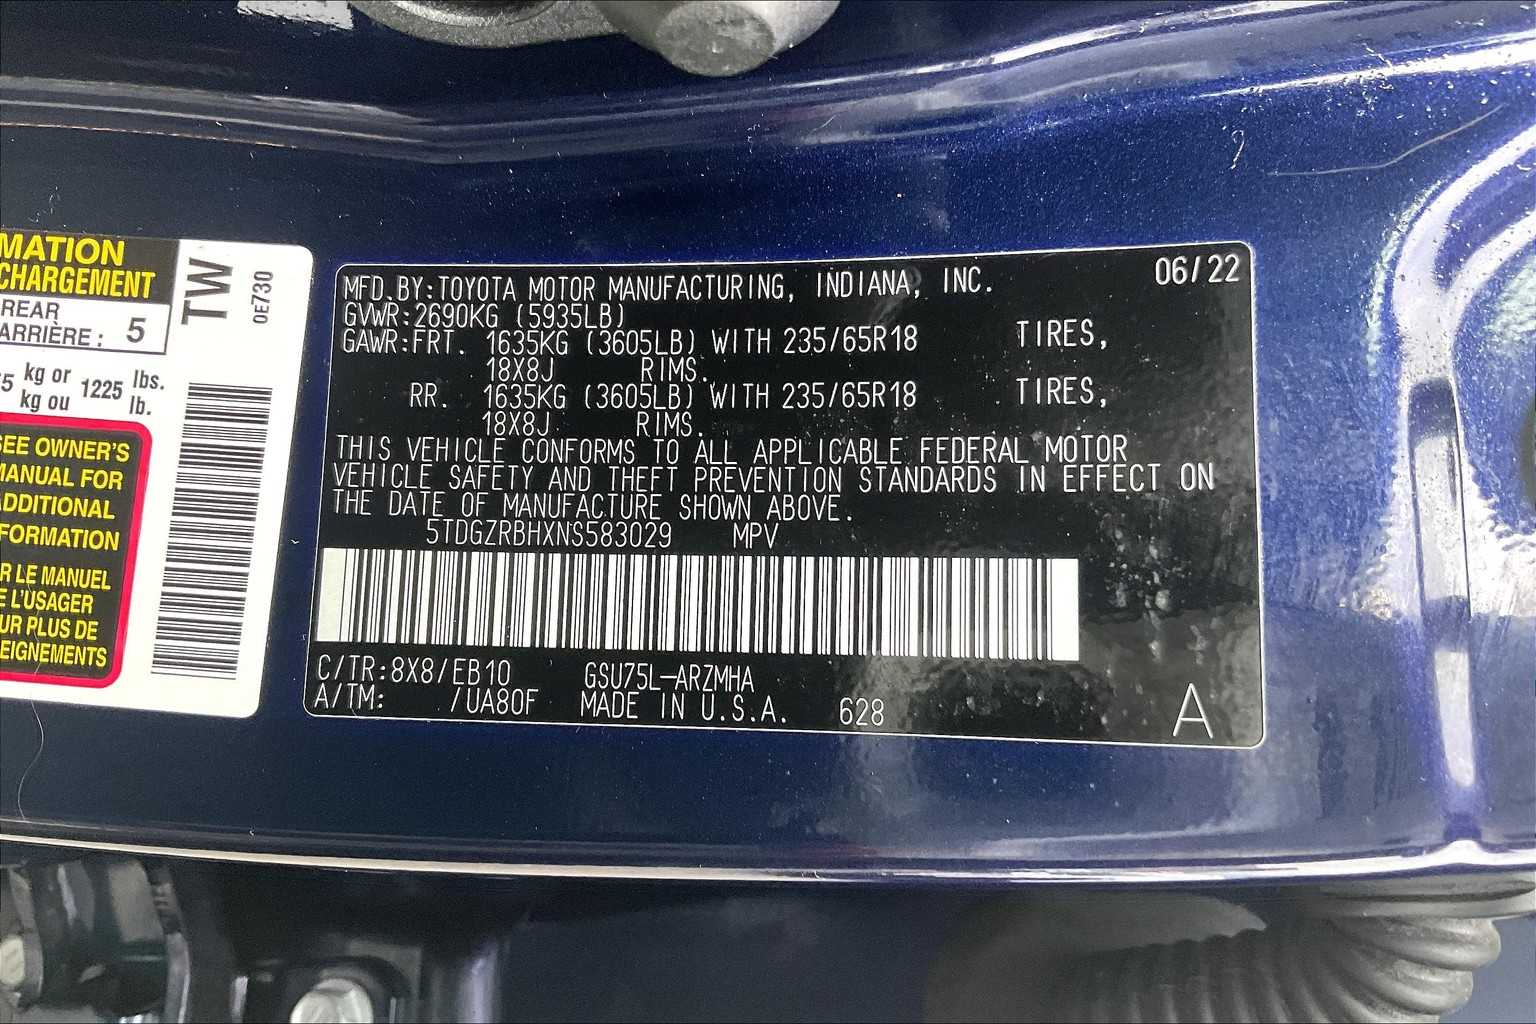 MATION
CHARGEMENT
REAR
ARRIÈRE : 5
5 kg or 1225 lbs.
kg ou lb.
SEE OWNER'S
MANUAL FOR
ADDITIONAL
FORMATION
R LE MANUEL
E L'USAGER
UR PLUS DE
EIGNEMENTS
TW
0E730
MFD.BY:TOYOTA MOTOR MANUFACTURING, INDIANA, INC. 06/22
GVWR:2690KG (5935LB)
GAWR:FRT. 1635KG (3605LB) WITH 235/65R18 TIRES,
18X8J RIMS.
RR. 1635KG (3605LB) WITH 235/65R18 TIRES,
18X8J RIMS.
THIS VEHICLE CONFORMS TO ALL APPLICABLE FEDERAL MOTOR
VEHICLE SAFETY AND THEFT PREVENTION STANDARDS IN EFFECT ON
THE DATE OF MANUFACTURE SHOWN ABOVE.
5TDGZRBHXNS583029 MPV
C/TR:8X8/EB10 GSU75L-ARZMHA
A/TM: /UA80F MADE IN U.S.A. 628 A